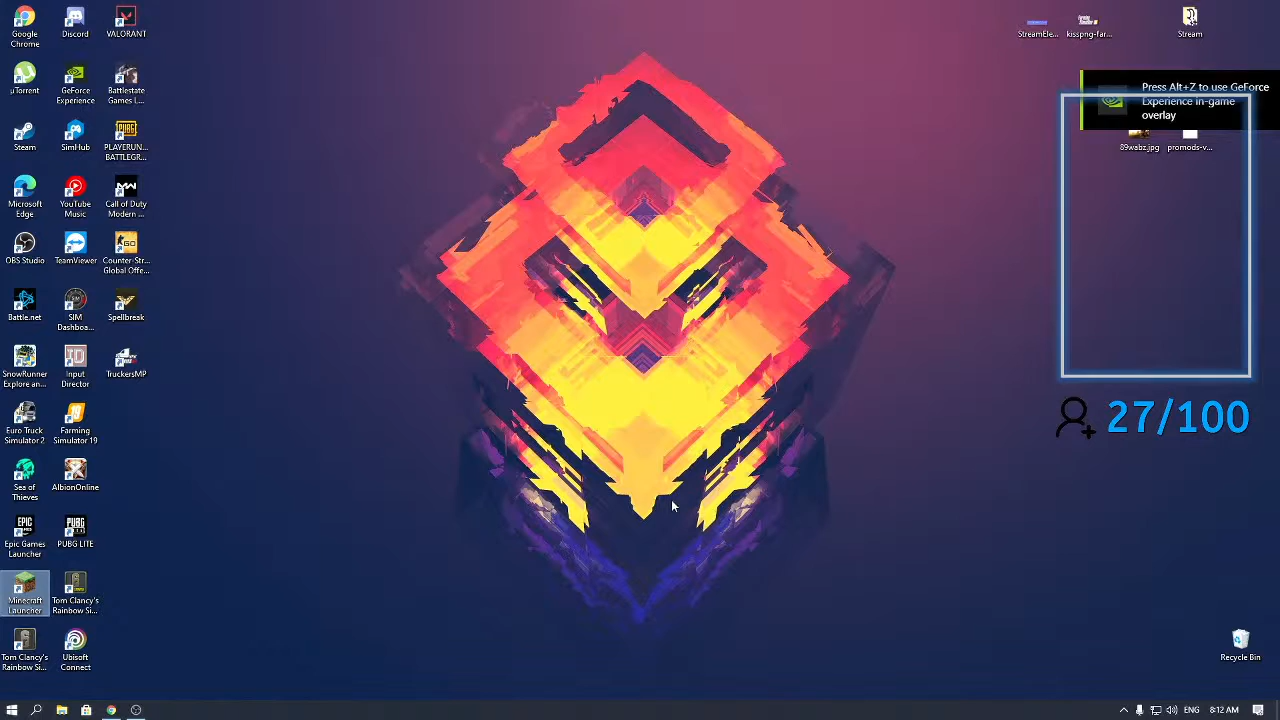 Google
Chrome
Discord
VALORANT
µTorrent
GeForce
Experience
Battlestate
Games L...
Steam
SimHub
PLAYERUN...
BATTLEGR...
Microsoft
Edge
YouTube
Music
Call of Duty
Modern ...
OBS Studio
TeamViewer
Counter-Str...
Global Offe...
Battle.net
SIM
Dashboa...
Spellbreak
SnowRunner
Explore an...
Input
Director
TruckersMP
Euro Truck
Simulator 2
Farming
Simulator 19
Sea of
Thieves
AlbionOnline
Epic Games
Launcher
PUBG LITE
Minecraft
Launcher
Tom Clancy's
Rainbow Si...
Tom Clancy's
Rainbow Si...
Ubisoft
Connect
StreamEle...
kisspng-far...
Stream
Press Alt+Z to use GeForce
Experience in-game
overlay
89wabz.jpg
promods-v...
27/100
Recycle Bin
ENG
8:12 AM